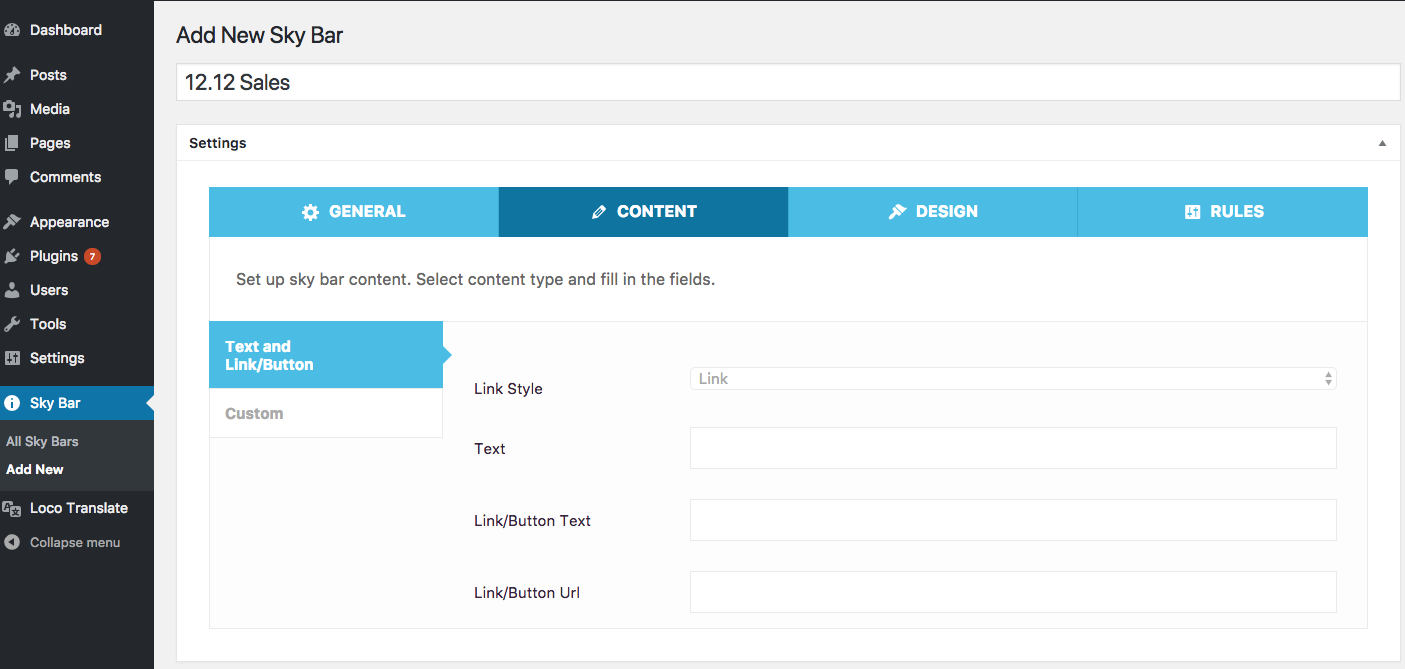 Dashboard
Posts
Media
Pages
Comments
Appearance
Plugins 7
Users
Tools
Settings
Sky Bar
All Sky Bars
Add New
Loco Translate
Collapse menu
Add New Sky Bar
12.12 Sales
Settings
GENERAL
CONTENT
DESIGN
RULES
Set up sky bar content. Select content type and fill in the fields.
Text and
Link/Button
Custom
Link Style
Link
Text
Link/Button Text
Link/Button Url